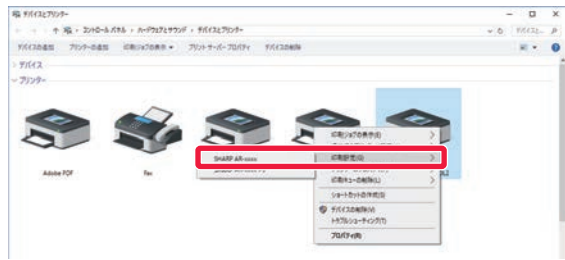 デバイスとプリンター
コントロール パネル › ハードウェアとサウンド › デバイスとプリンター
デバイスの追加 プリンターの追加 印刷ジョブの表示 プリント サーバー プロパティ デバイスの削除
デバイス
プリンター
Adobe PDF
Fax
印刷ジョブの表示(E)
SHARP AR-xxxx
印刷設定(G)
印刷キューの削除(L)
ショートカットの作成(S)
デバイスの削除(V)
トラブルシューティング(T)
プロパティ(R)